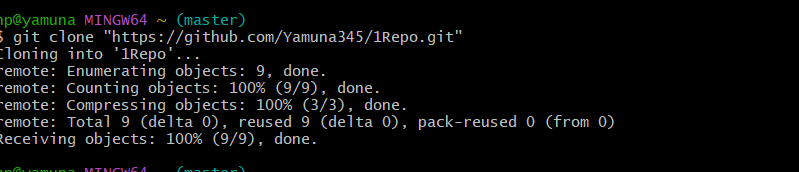 hp@yamuna MINGW64 ~ (master)
$ git clone "https://github.com/Yamuna345/1Repo.git"
Cloning into '1Repo'...
remote: Enumerating objects: 9, done.
remote: Counting objects: 100% (9/9), done.
remote: Compressing objects: 100% (3/3), done.
remote: Total 9 (delta 0), reused 9 (delta 0), pack-reused 0 (from 0)
Receiving objects: 100% (9/9), done.
hp@yamuna MINGW64 ~ (master)